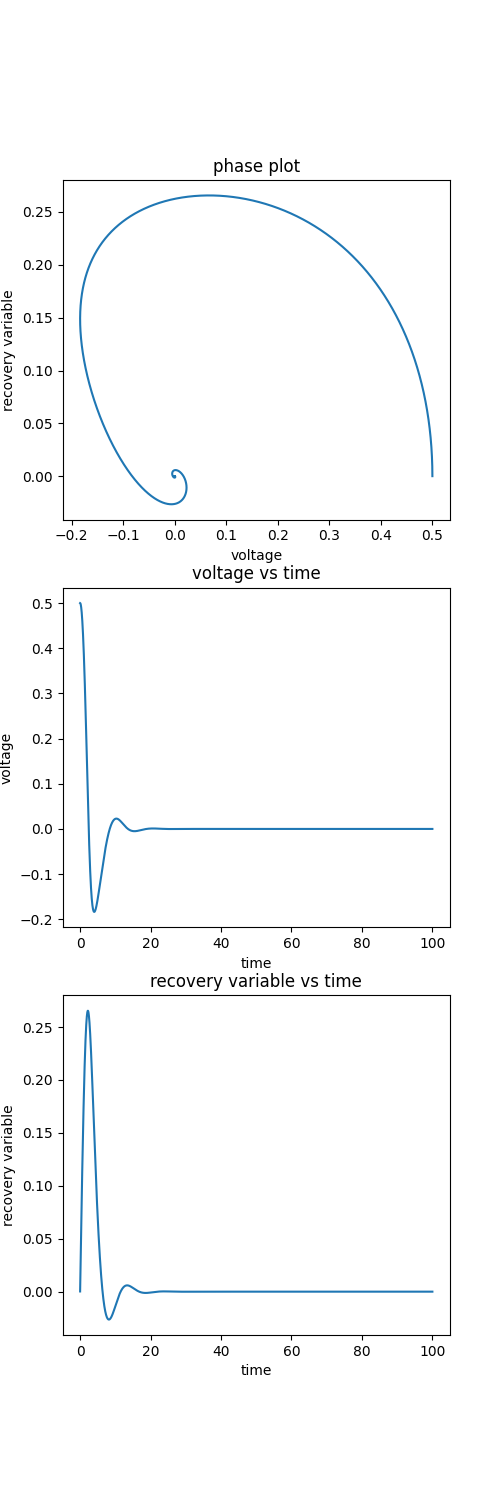 phase plot
0.25
0.20
0.15
0.10
0.05
0.00
recovery variable
−0.2 −0.1 0.0 0.1 0.2 0.3 0.4 0.5
voltage
voltage vs time
0.5
0.4
0.3
0.2
0.1
0.0
−0.1
−0.2
voltage
0 20 40 60 80 100
time
recovery variable vs time
0.25
0.20
0.15
0.10
0.05
0.00
recovery variable
0 20 40 60 80 100
time